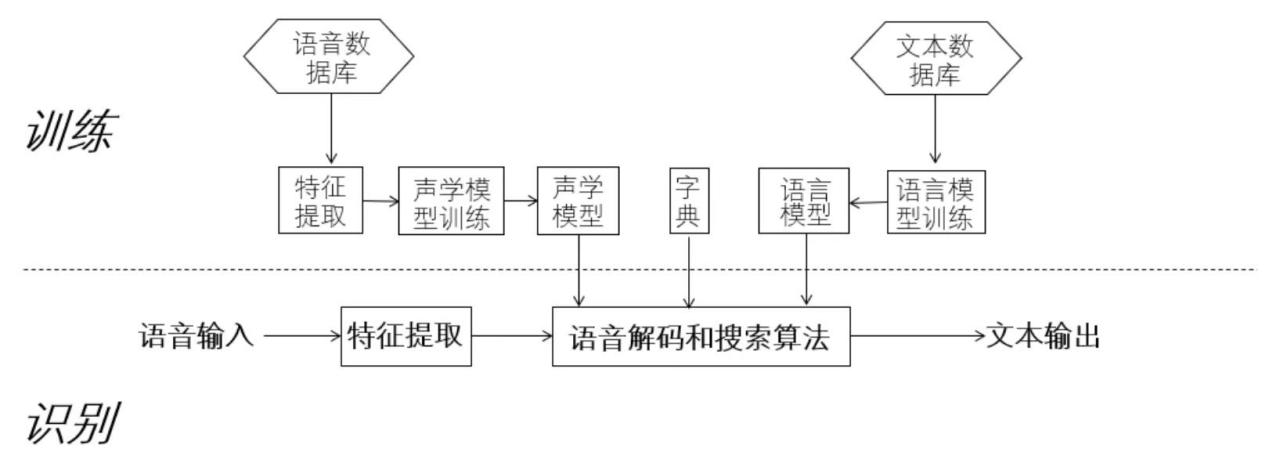 语音数
据库
文本数
据库
训练
特征
提取
声学模
型训练
声学
模型
字
典
语言
模型
语言模
型训练
语音输入
特征提取
语音解码和搜索算法
文本输出
识别